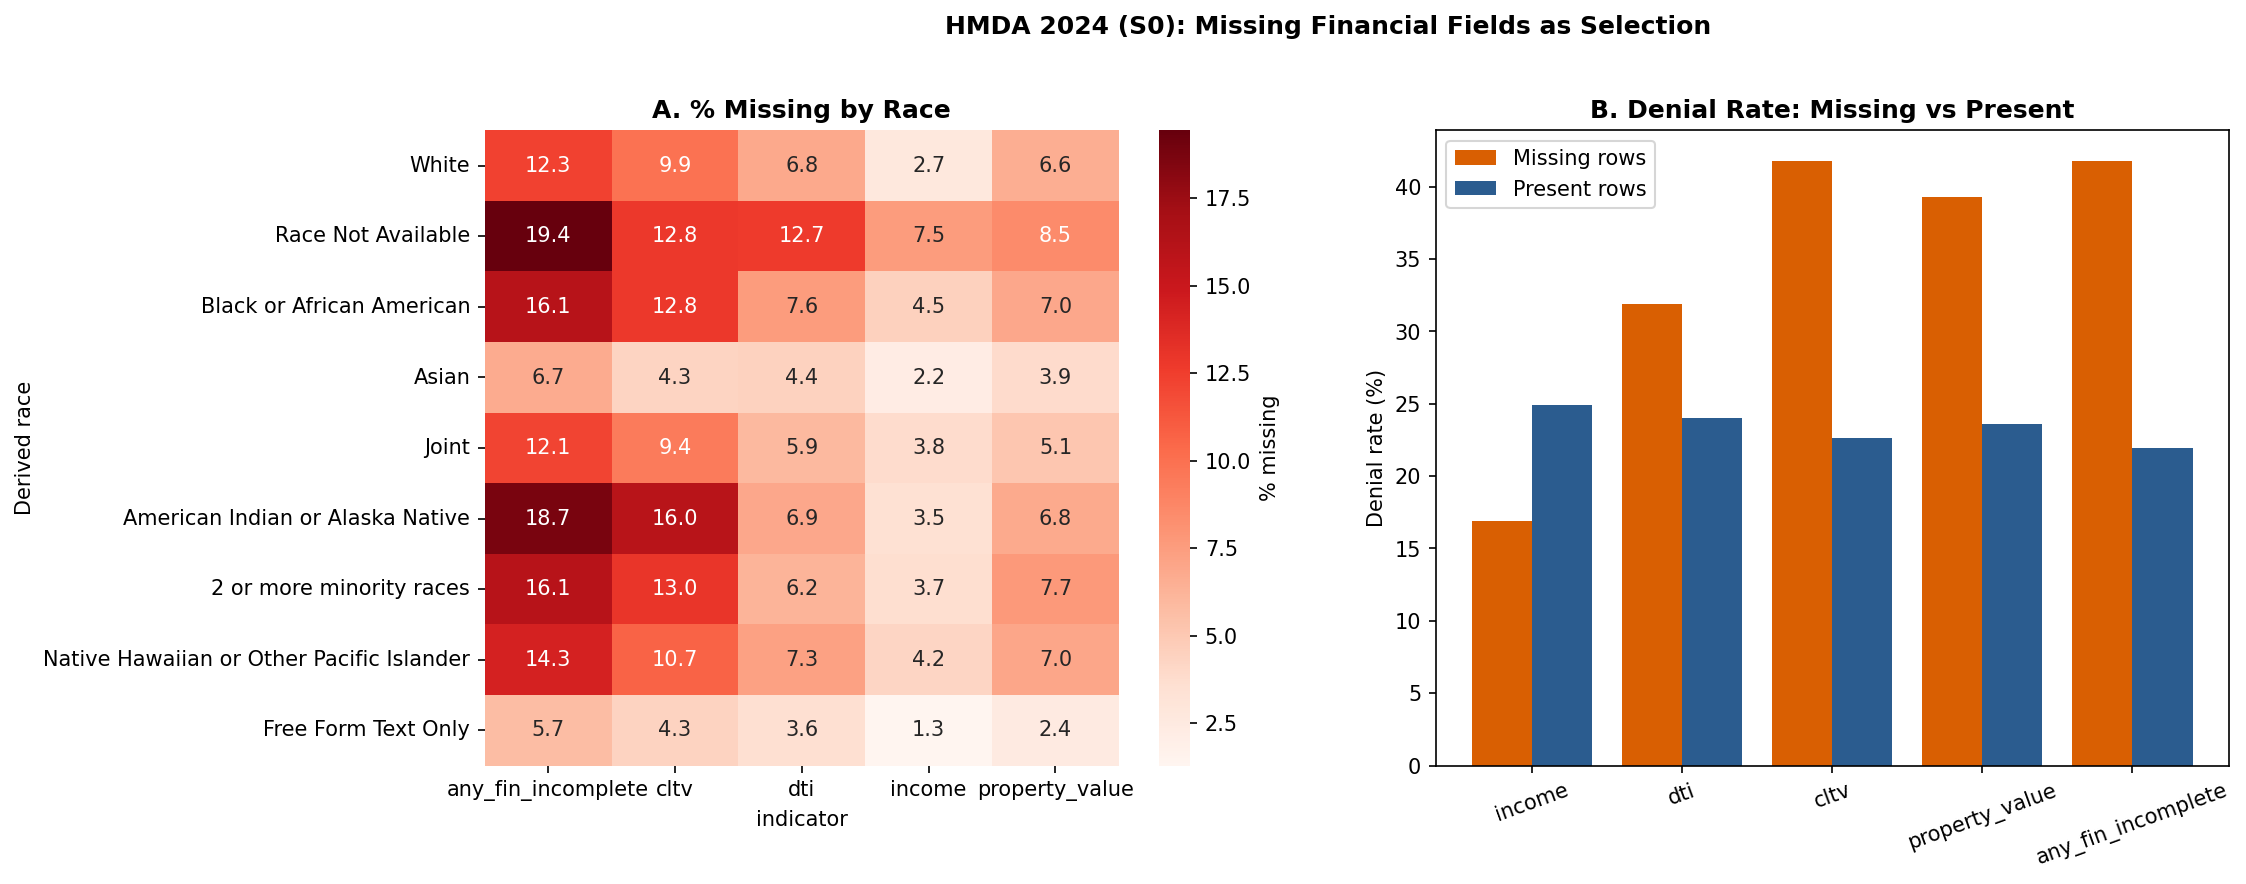 HMDA 2024 (S0): Missing Financial Fields as Selection
A. % Missing by Race
Derived race
White 12.3 9.9 6.8 2.7 6.6
Race Not Available 19.4 12.8 12.7 7.5 8.5
Black or African American 16.1 12.8 7.6 4.5 7.0
Asian 6.7 4.3 4.4 2.2 3.9
Joint 12.1 9.4 5.9 3.8 5.1
American Indian or Alaska Native 18.7 16.0 6.9 3.5 6.8
2 or more minority races 16.1 13.0 6.2 3.7 7.7
Native Hawaiian or Other Pacific Islander 14.3 10.7 7.3 4.2 7.0
Free Form Text Only 5.7 4.3 3.6 1.3 2.4
any_fin_incomplete cltv dti income property_value
indicator
17.5
15.0
12.5
10.0
7.5
5.0
2.5
% missing
B. Denial Rate: Missing vs Present
Missing rows
Present rows
Denial rate (%)
40
35
30
25
20
15
10
5
0
income dti cltv property_value any_fin_incomplete